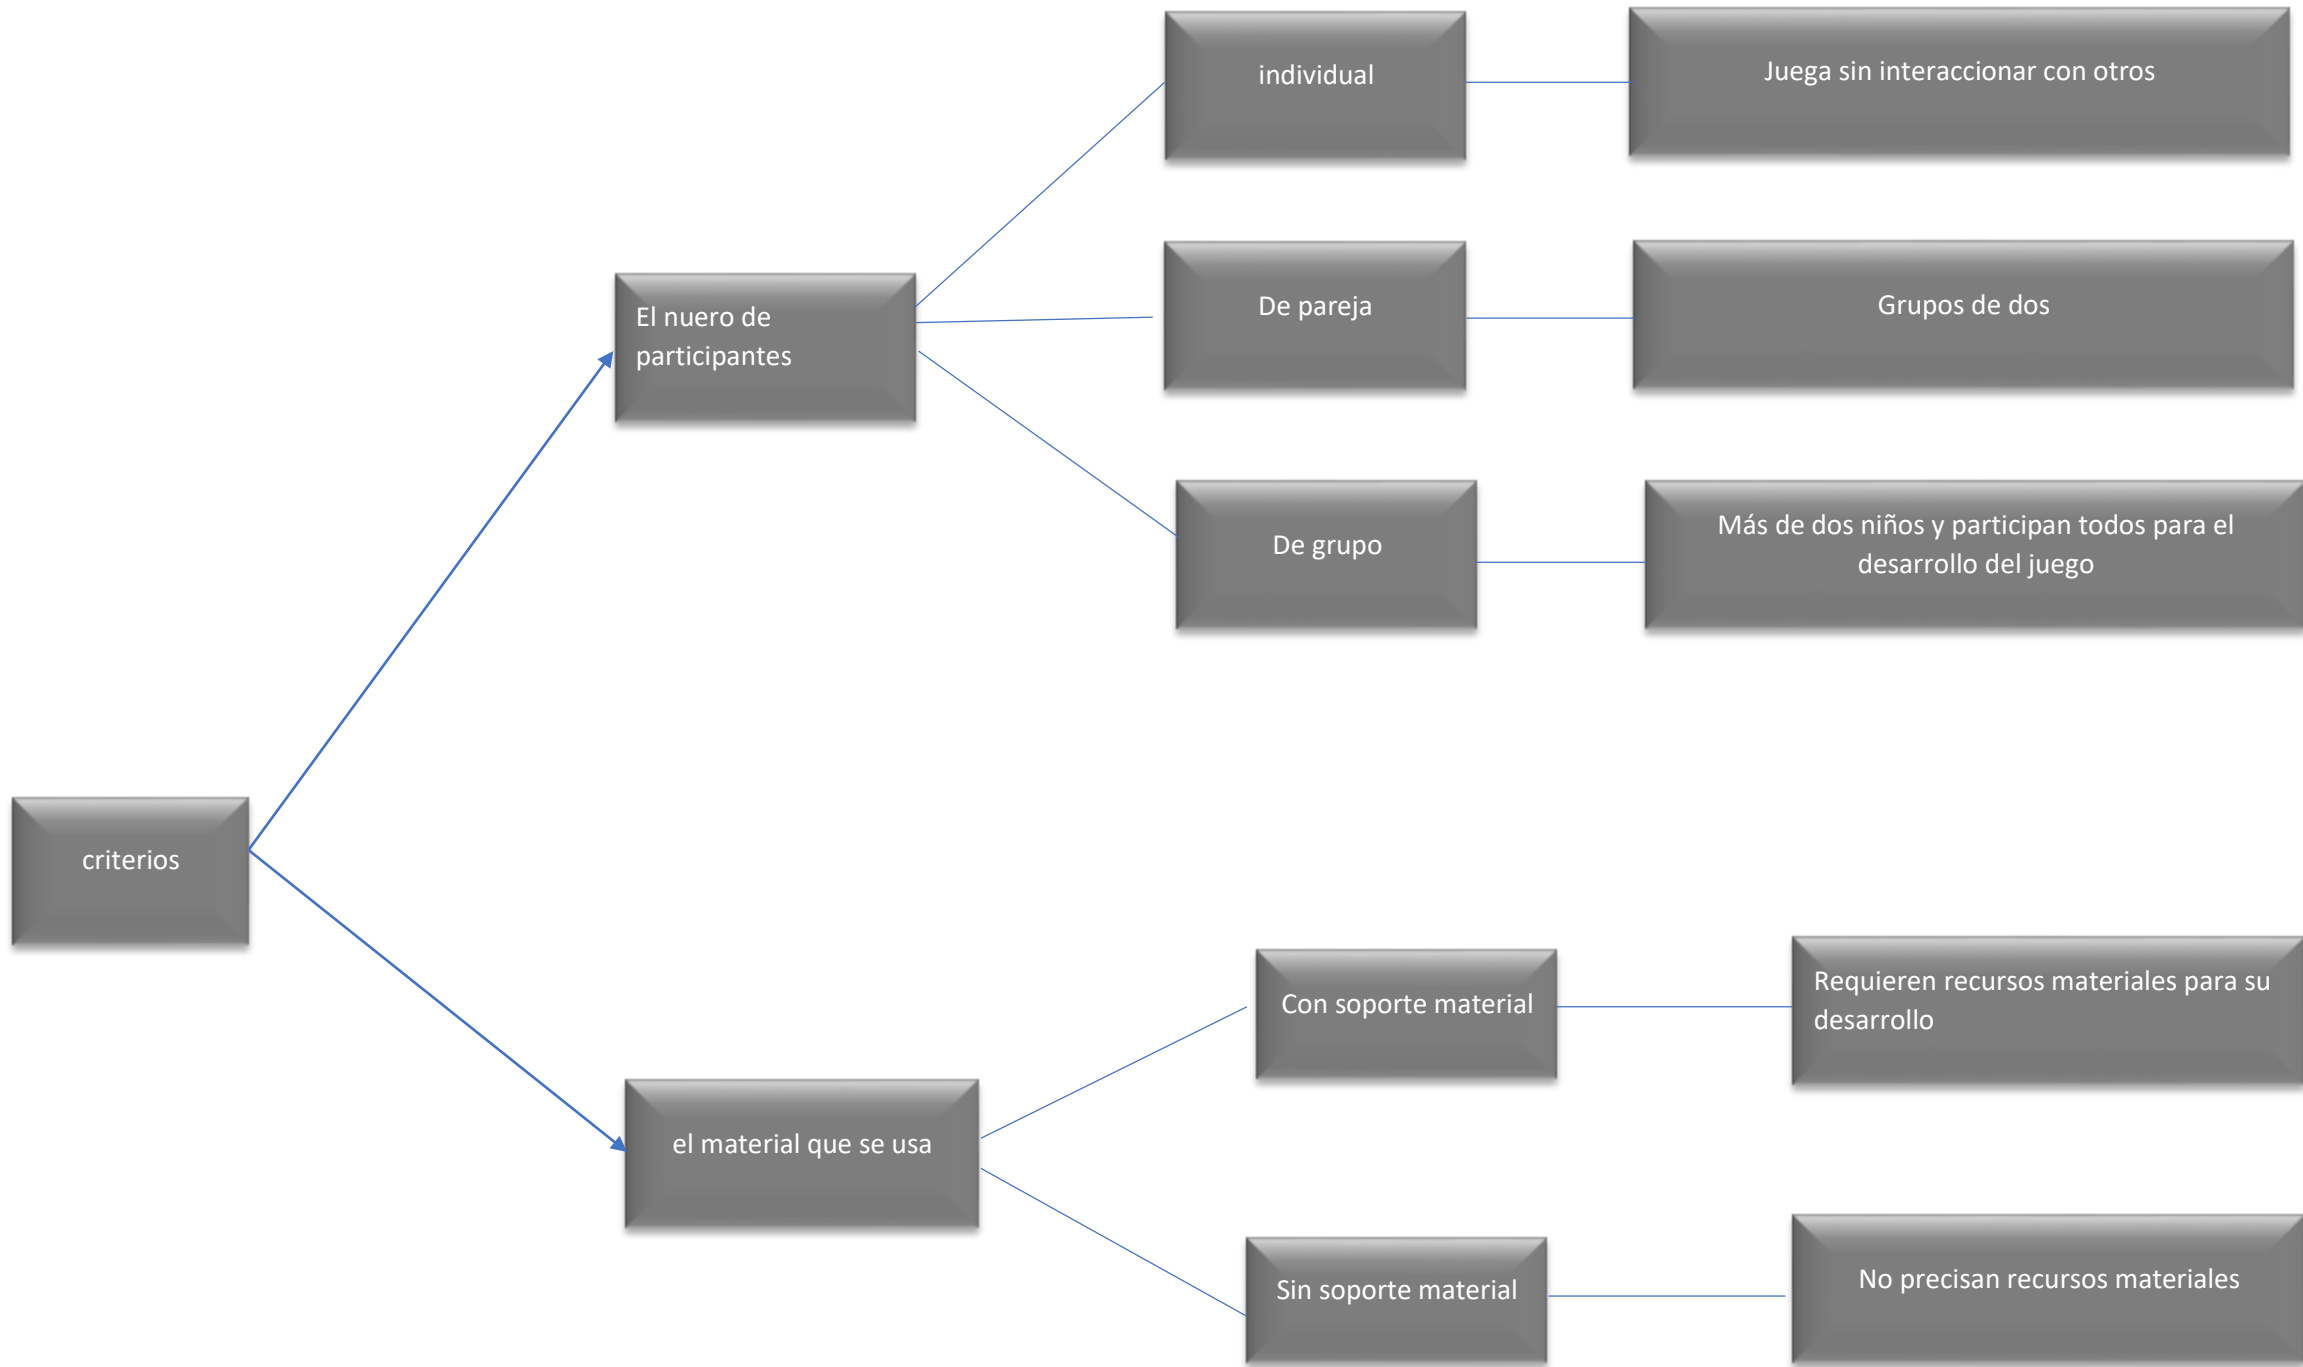 individual
Juega sin interaccionar con otros
El nuero de
participantes
De pareja
Grupos de dos
De grupo
Más de dos niños y participan todos para el
desarrollo del juego
criterios
el material que se usa
Con soporte material
Requieren recursos materiales para su
desarrollo
Sin soporte material
No precisan recursos materiales